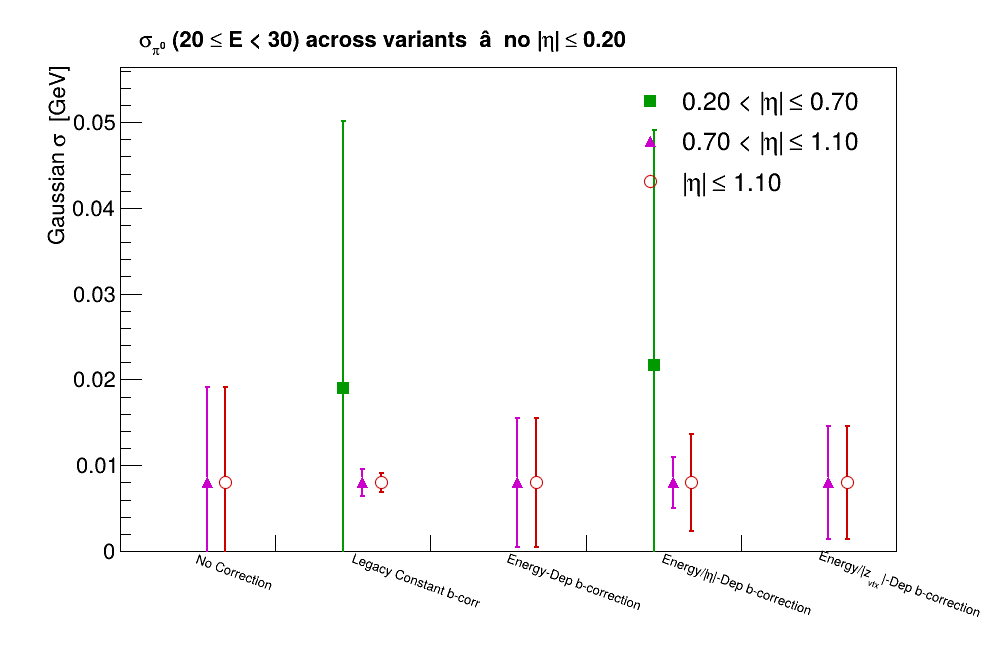 σπ⁰ (20 ≤ E < 30) across variants â no |η| ≤ 0.20
Gaussian σ [GeV]
0.20 < |η| ≤ 0.70
0.70 < |η| ≤ 1.10
|η| ≤ 1.10
0.05
0.04
0.03
0.02
0.01
0
No Correction
Legacy Constant b-corr
Energy-Dep b-correction
Energy/|η|-Dep b-correction
Energy/|z_vtx|-Dep b-correction